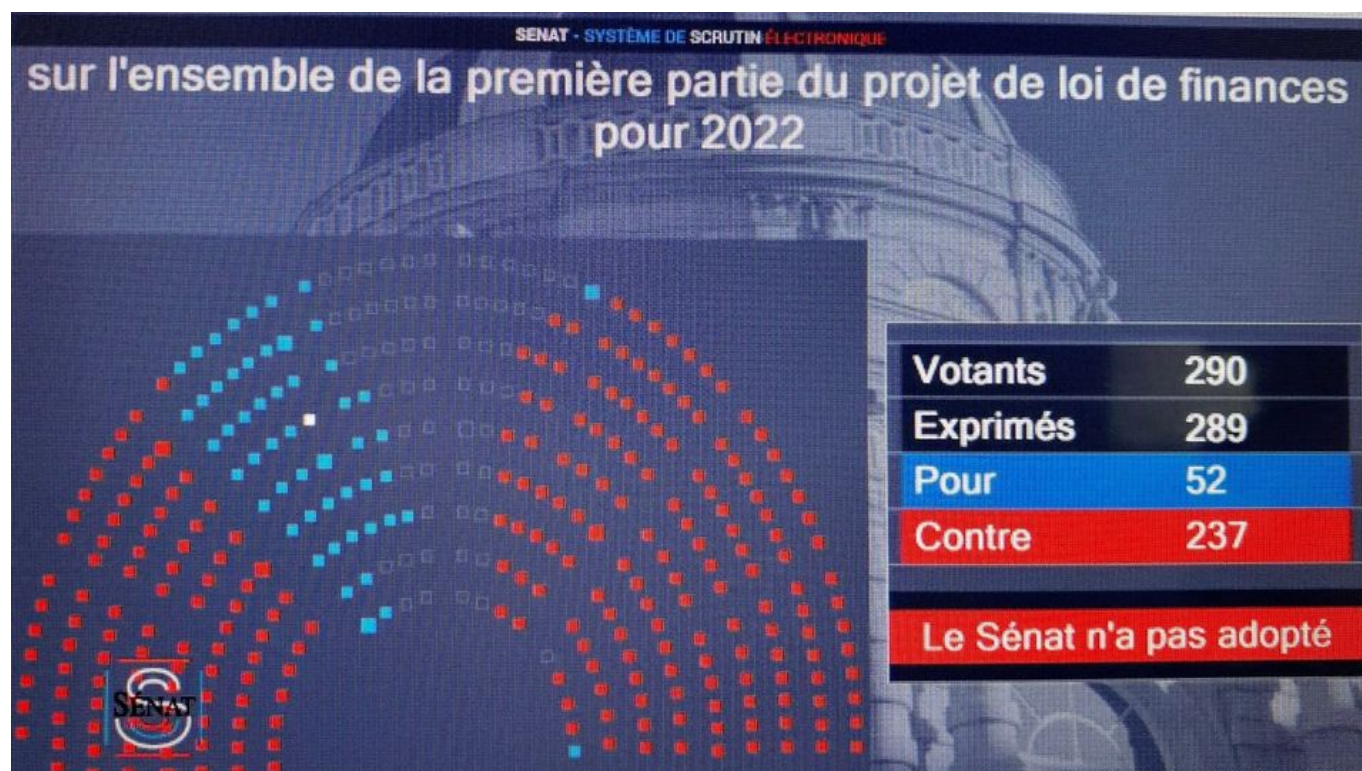 SENAT - SYSTÈME DE SCRUTIN ÉLECTRONIQUE
sur l'ensemble de la première partie du projet de loi de finances
pour 2022
Votants 290
Exprimés 289
Pour 52
Contre 237
Le Sénat n'a pas adopté
SÉNAT